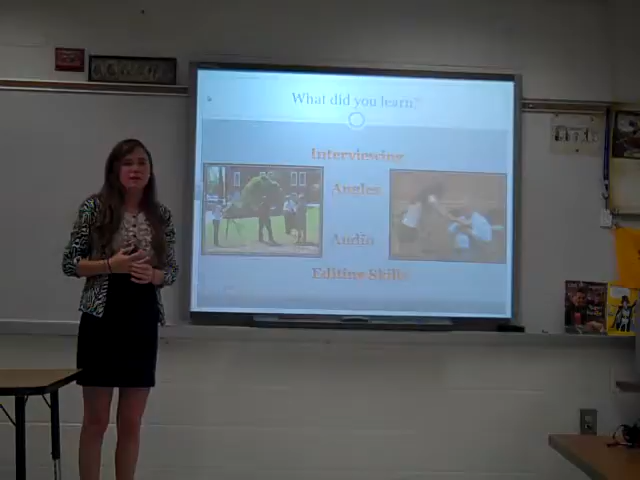 What did you learn?
Interviewing
Angles
Audio
Editing Skills